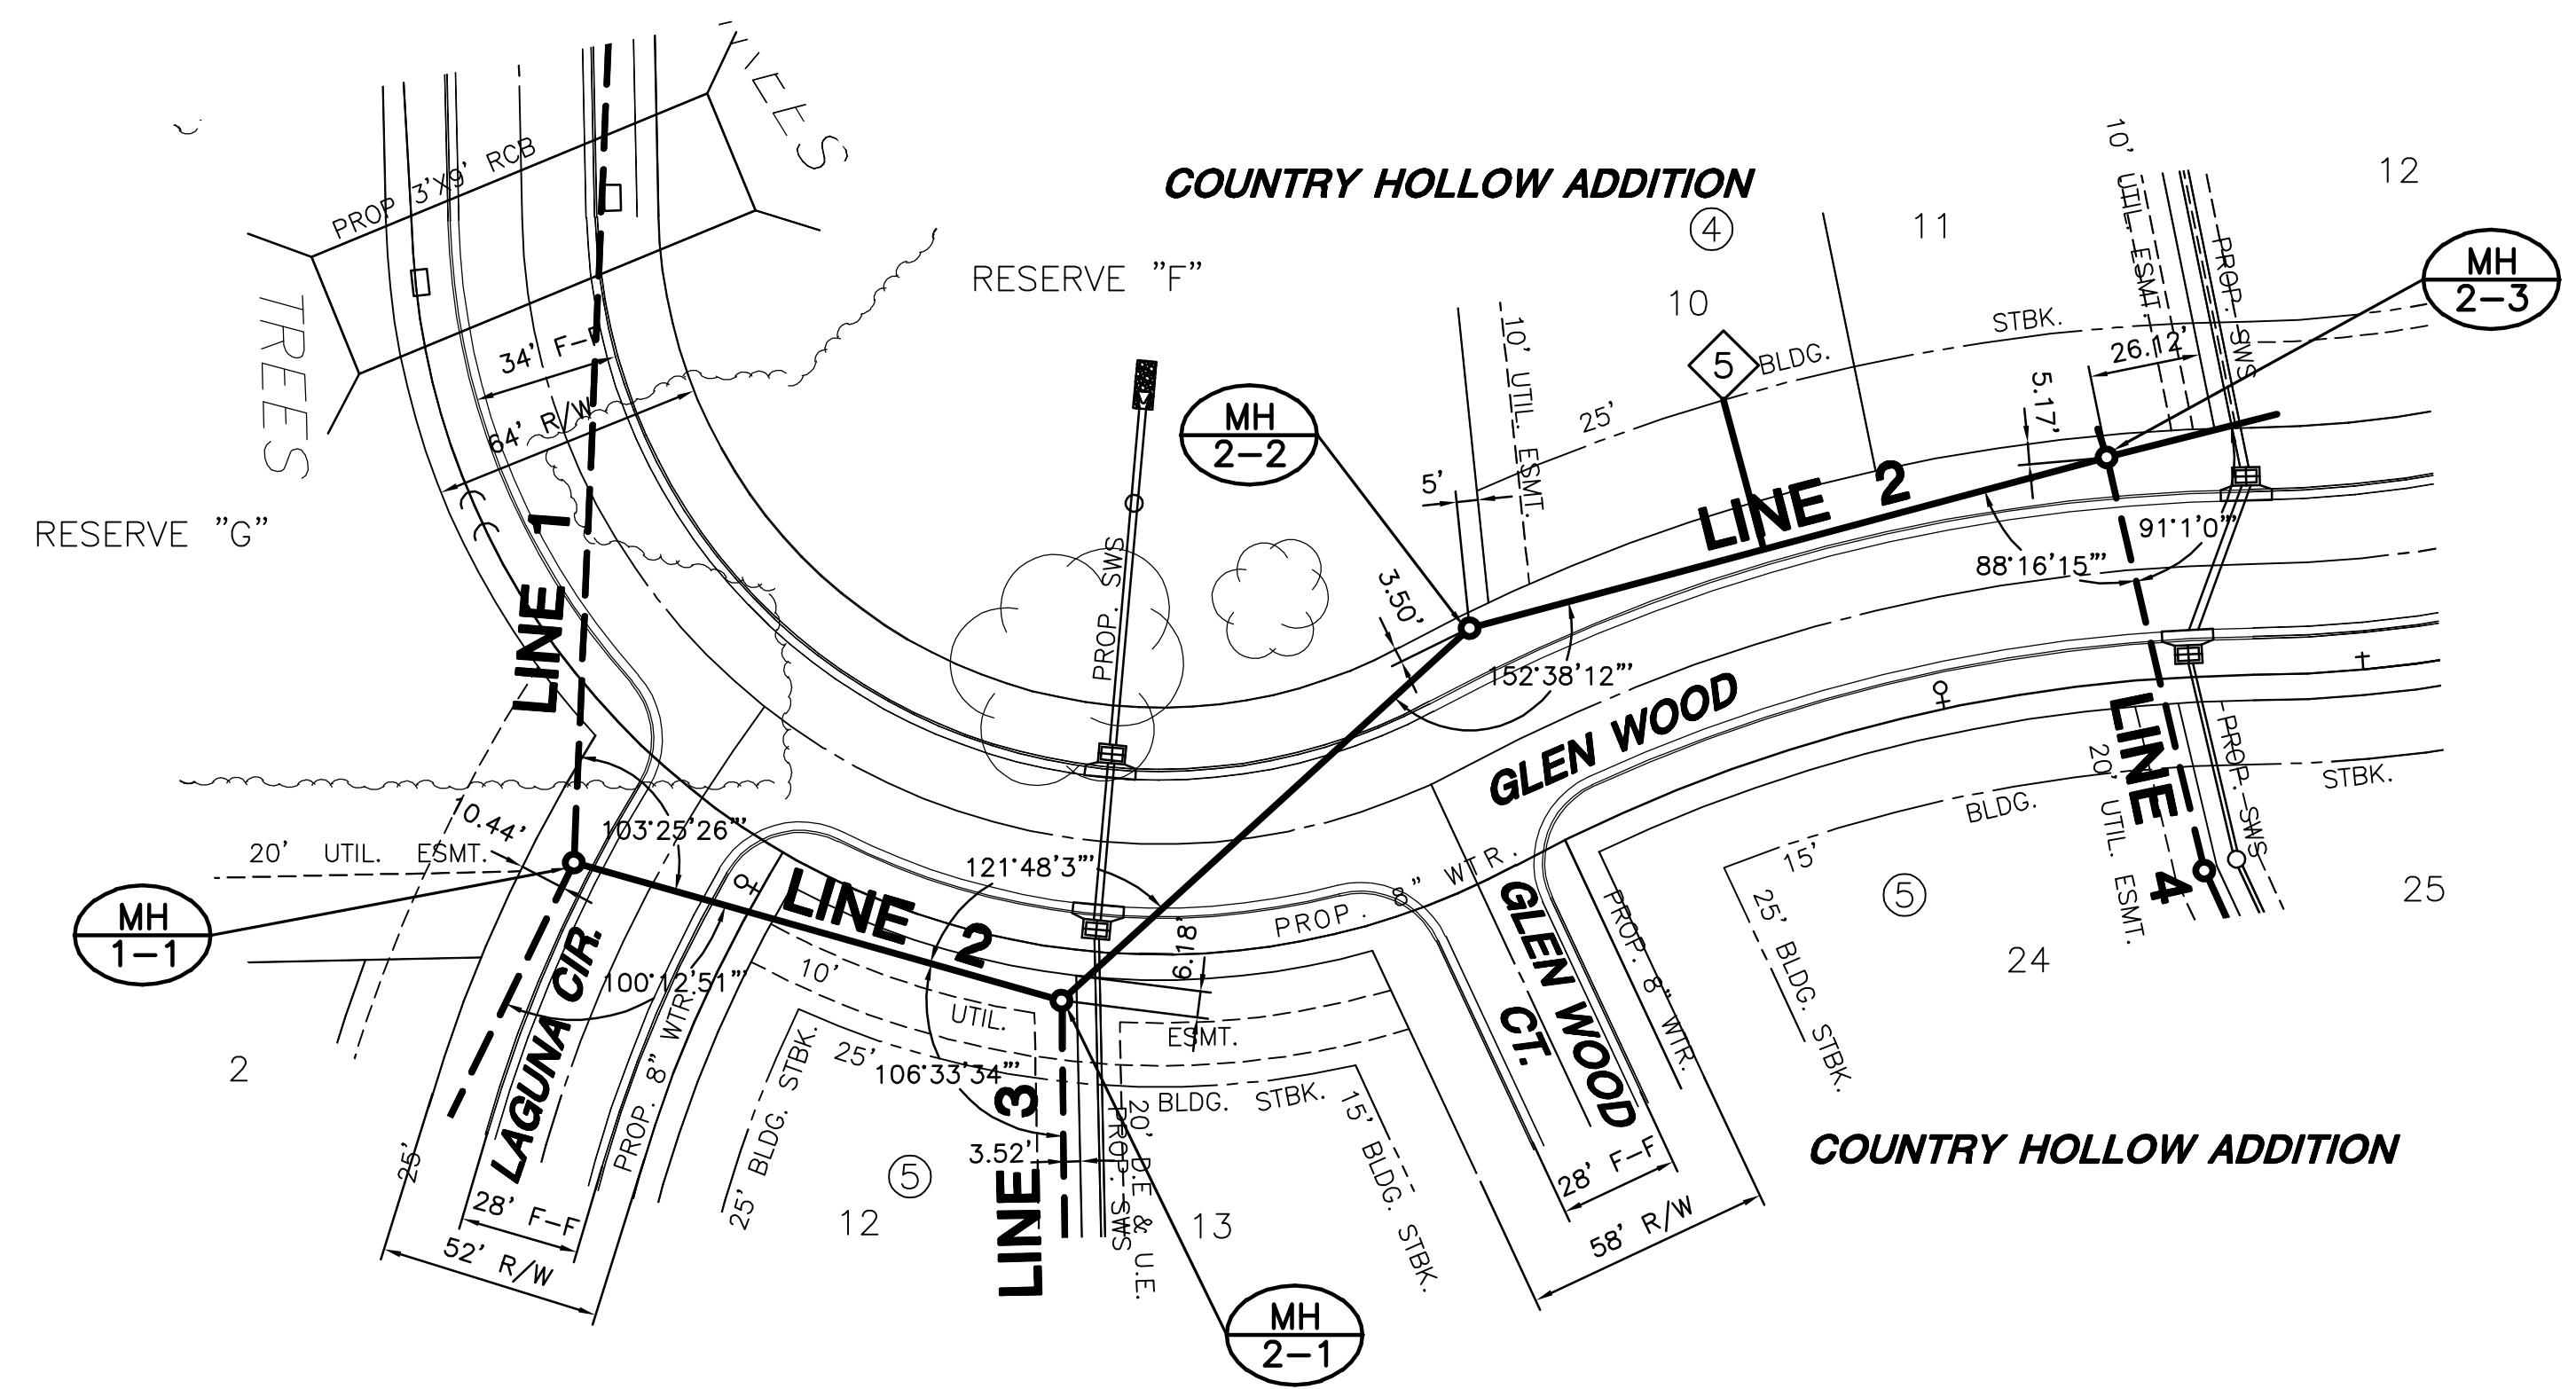 TREES
PROP 3'X9' RCB
COUNTRY HOLLOW ADDITION
4
RESERVE "F"
10' UTIL. ESMT.
12
11
10
MH
2-3
PROP. SWS
STBK.
26.12'
BLDG.
5
25'
5.17'
TREES
34' F-F
64' R/W
MH
2-2
10' UTIL. ESMT.
5'
LINE 2
RESERVE "G"
LINE 1
PROP. SWS
3.50'
91°1'0"'
88°16'15"'
152°38'12"'
GLEN WOOD
LINE 4
20' UTIL. ESMT.
PROP. SWS
STBK.
BLDG.
15'
10.44'
103°25'26"'
20' UTIL. ESMT.
121°48'3"'
LINE 2
PROP. 8" WTR.
6.18'
GLEN WOOD
CT.
PROP. 8" WTR.
25' BLDG. STBK.
5
25
24
MH
1-1
100°12'51"'
LAGUNA CIR.
PROP. 8" WTR.
10'
UTIL.
ESMT.
25'
106°33'34"'
BLDG. STBK.
2
25'
25' BLDG. STBK.
LINE 3
3.52'
20' D.E & U.E.
PROP. SWS
15' BLDG. STBK.
5
12
13
28' F-F
52' R/W
28' F-F
58' R/W
COUNTRY HOLLOW ADDITION
MH
2-1